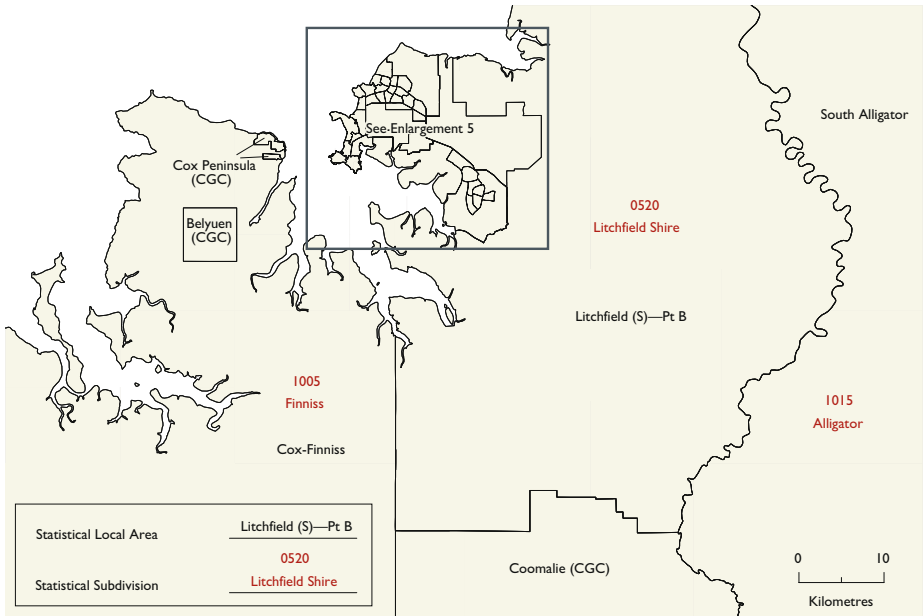 South Alligator
See Enlargement 5
Cox Peninsula
(CGC)
Belyuen
(CGC)
0520
Litchfield Shire
Litchfield (S)—Pt B
1005
Finniss
1015
Alligator
Cox-Finniss
Coomalie (CGC)
Statistical Local Area
Litchfield (S)—Pt B
0520
Statistical Subdivision
Litchfield Shire
0 10
Kilometres